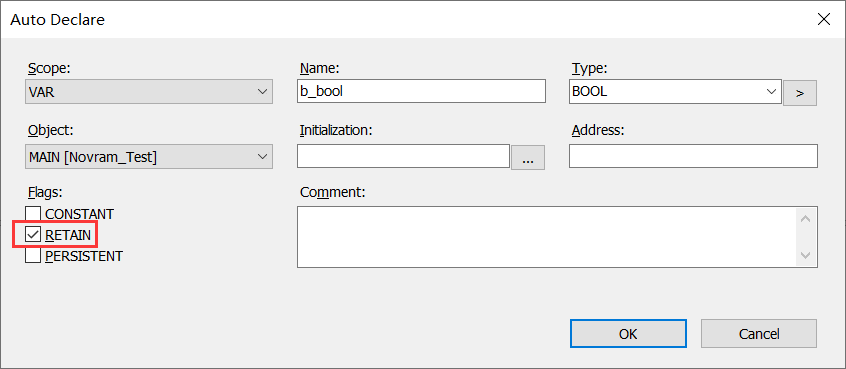 Auto Declare
Scope: Name: Type:
VAR b_bool BOOL >
Object: Initialization: Address:
MAIN [Novram_Test] ...
Flags: Comment:
CONSTANT
RETAIN
PERSISTENT
OK Cancel